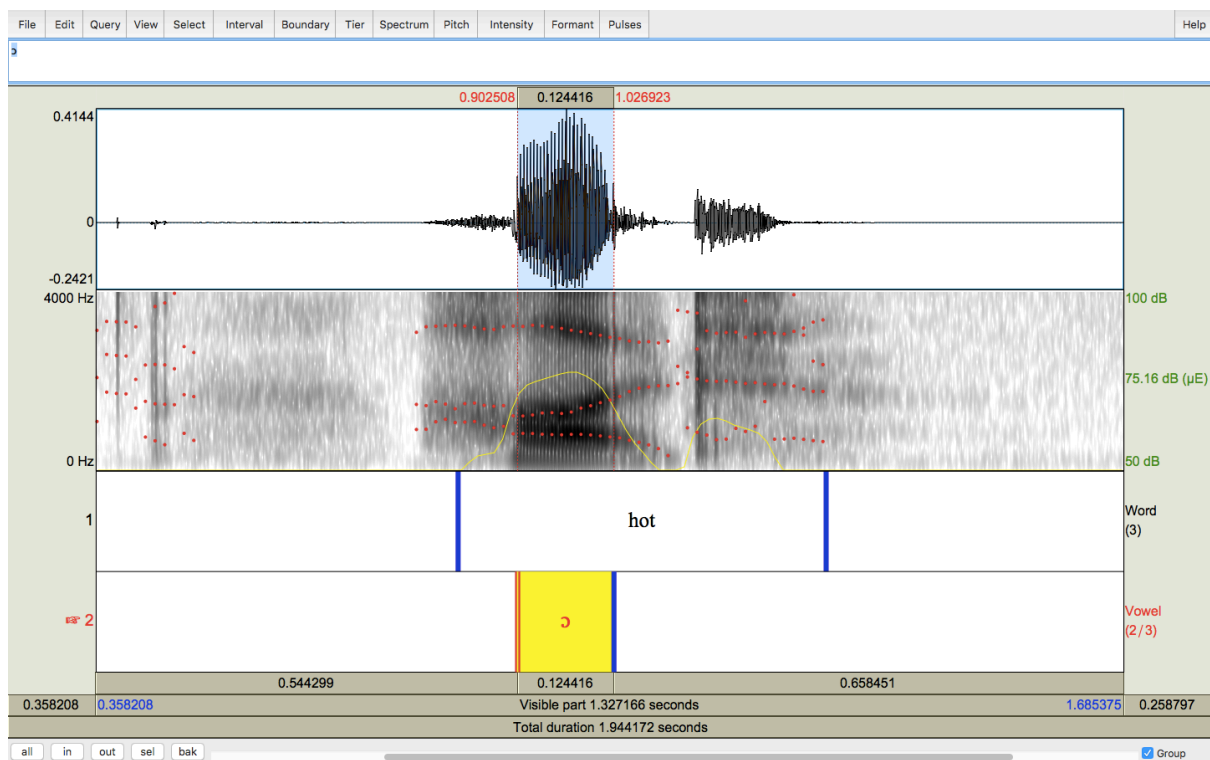 File Edit Query View Select Interval Boundary Tier Spectrum Pitch Intensity Formant Pulses Help
ɔ
0.902508 0.124416 1.026923
0.4144
0
-0.2421
4000 Hz 100 dB
75.16 dB (µE)
0 Hz 50 dB
1 hot Word
(3)
☞ 2 ɔ Vowel
(2/3)
0.544299 0.124416 0.658451
0.358208 0.358208 Visible part 1.327166 seconds 1.685375 0.258797
Total duration 1.944172 seconds
all in out sel bak Group